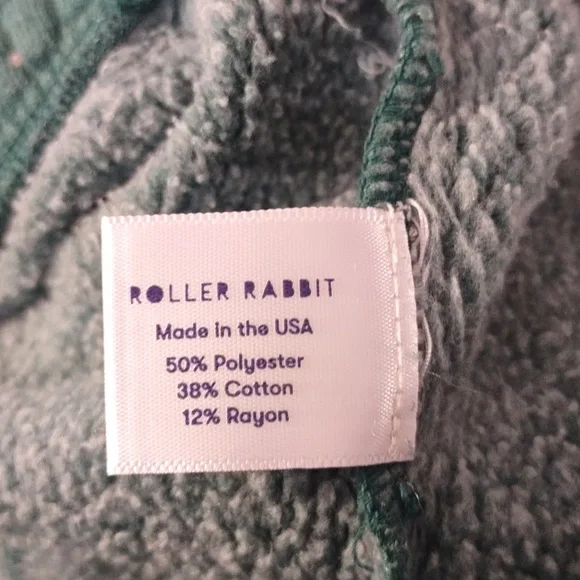 ROLLER RABBIT
Made in the USA
50% Polyester
38% Cotton
12% Rayon